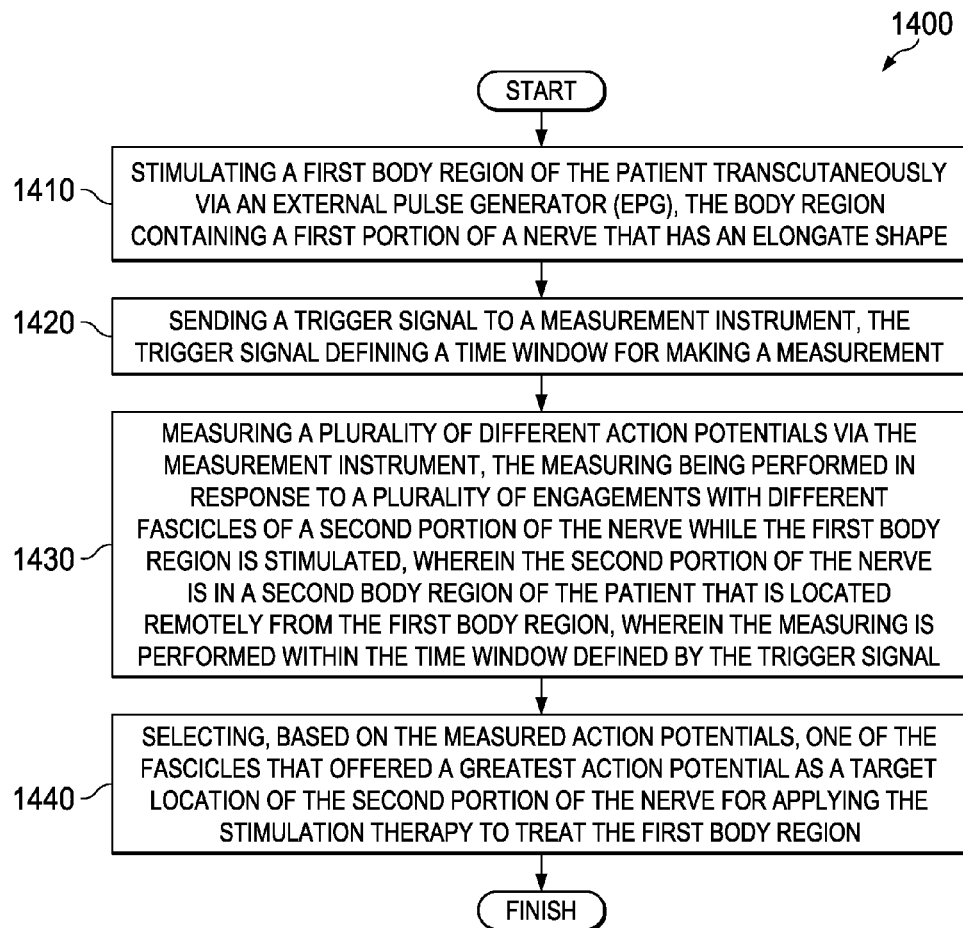 1400
START
1410
STIMULATING A FIRST BODY REGION OF THE PATIENT TRANSCUTANEOUSLY
VIA AN EXTERNAL PULSE GENERATOR (EPG), THE BODY REGION
CONTAINING A FIRST PORTION OF A NERVE THAT HAS AN ELONGATE SHAPE
1420
SENDING A TRIGGER SIGNAL TO A MEASUREMENT INSTRUMENT, THE
TRIGGER SIGNAL DEFINING A TIME WINDOW FOR MAKING A MEASUREMENT
1430
MEASURING A PLURALITY OF DIFFERENT ACTION POTENTIALS VIA THE
MEASUREMENT INSTRUMENT, THE MEASURING BEING PERFORMED IN
RESPONSE TO A PLURALITY OF ENGAGEMENTS WITH DIFFERENT
FASCICLES OF A SECOND PORTION OF THE NERVE WHILE THE FIRST BODY
REGION IS STIMULATED, WHEREIN THE SECOND PORTION OF THE NERVE
IS IN A SECOND BODY REGION OF THE PATIENT THAT IS LOCATED
REMOTELY FROM THE FIRST BODY REGION, WHEREIN THE MEASURING IS
PERFORMED WITHIN THE TIME WINDOW DEFINED BY THE TRIGGER SIGNAL
1440
SELECTING, BASED ON THE MEASURED ACTION POTENTIALS, ONE OF THE
FASCICLES THAT OFFERED A GREATEST ACTION POTENTIAL AS A TARGET
LOCATION OF THE SECOND PORTION OF THE NERVE FOR APPLYING THE
STIMULATION THERAPY TO TREAT THE FIRST BODY REGION
FINISH